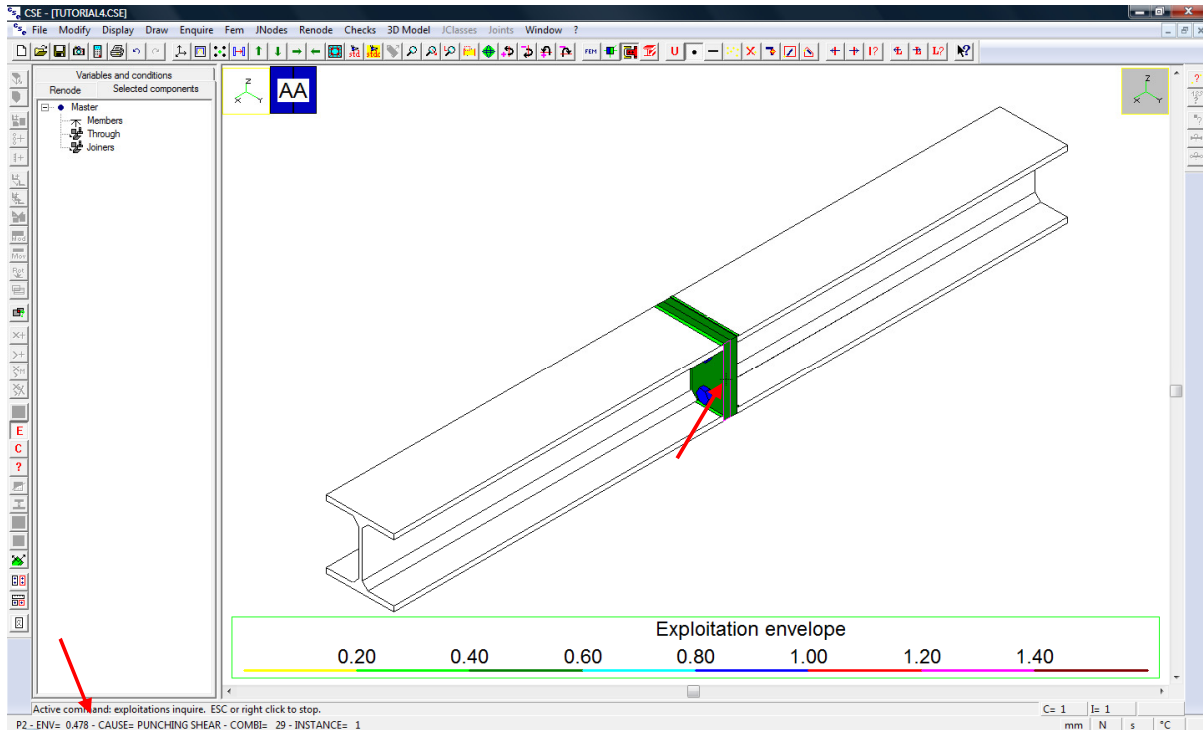 CSE - [TUTORIAL4.CSE]
File Modify Display Draw Enquire Fem JNodes Renode Checks 3D Model JClasses Joints Window ?
Variables and conditions
Renode Selected components
Master
Members
Through
Joiners
Z
X Y
AA
Z
X Y
Exploitation envelope
0.20 0.40 0.60 0.80 1.00 1.20 1.40
Active command: exploitations inquire. ESC or right click to stop.
C= 1 I= 1
P2 - ENV= 0.478 - CAUSE= PUNCHING SHEAR - COMBI= 29 - INSTANCE= 1
mm N s °C